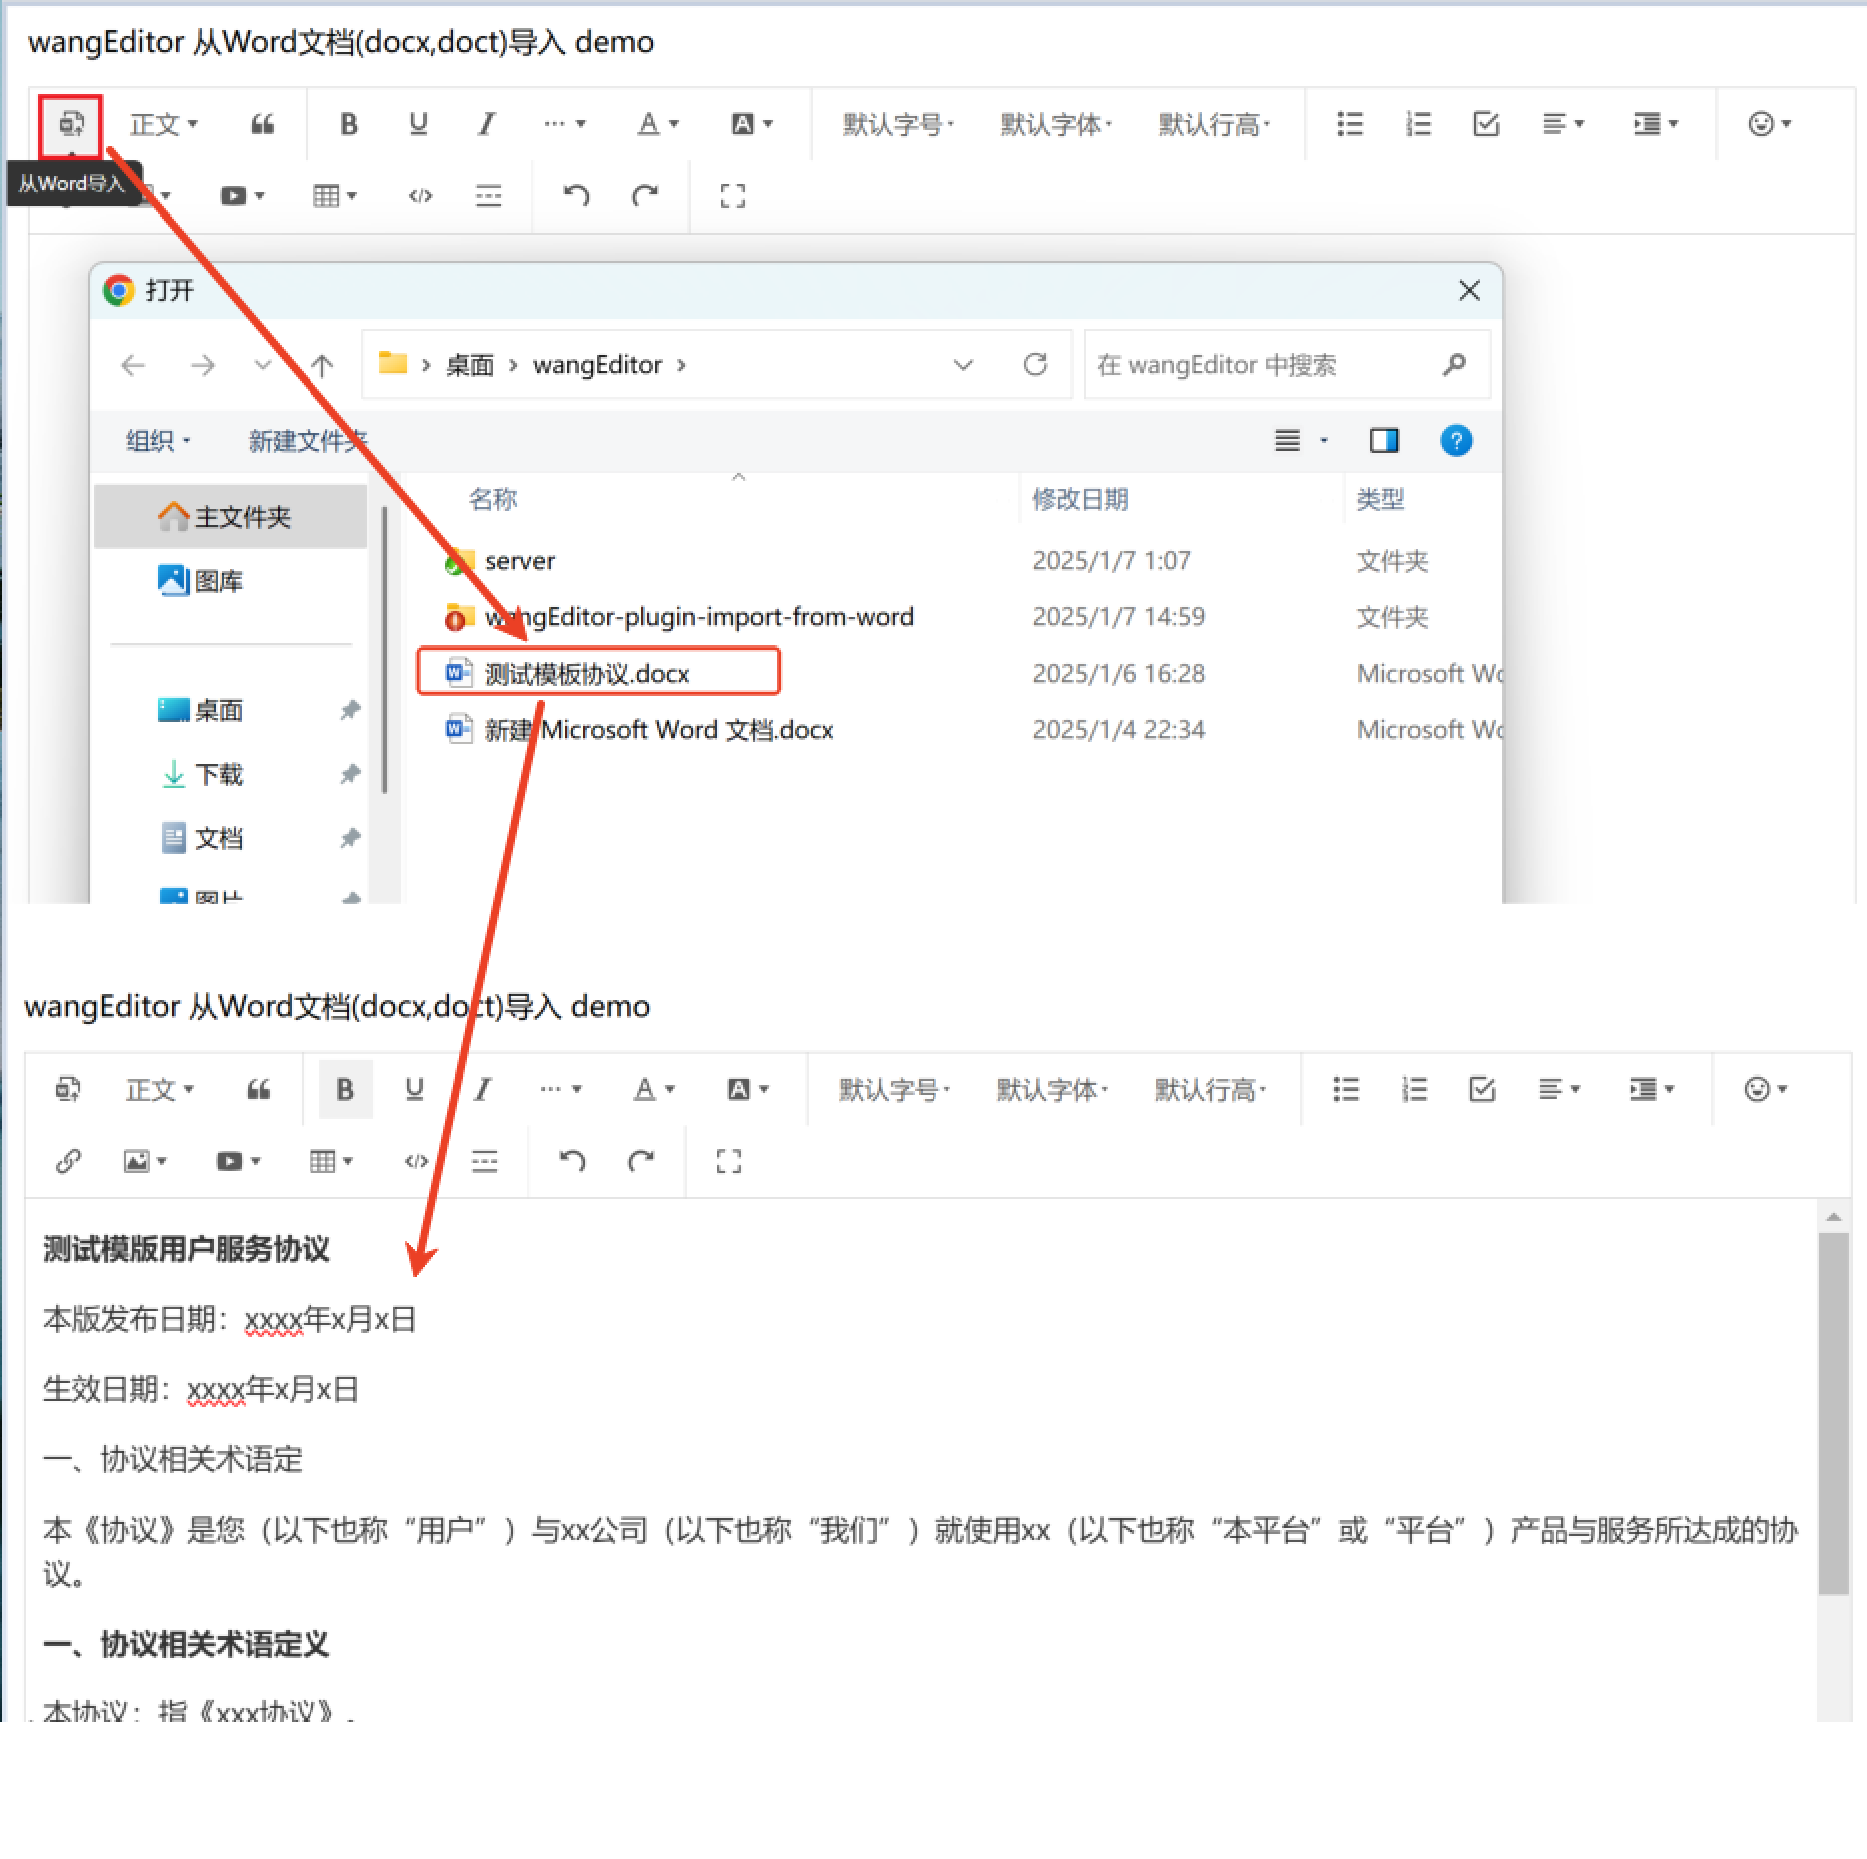 wangEditor 从Word文档(docx,doct)导入 demo
正文 B U I ··· A A 默认字号 默认字体 默认行高
从Word导入
打开
桌面 › wangEditor ›
在 wangEditor 中搜索
组织 新建文件夹
名称 修改日期 类型
主文件夹
图库
server 2025/1/7 1:07 文件夹
wangEditor-plugin-import-from-word 2025/1/7 14:59 文件夹
测试模板协议.docx 2025/1/6 16:28 Microsoft Wo
新建 Microsoft Word 文档.docx 2025/1/4 22:34 Microsoft Wo
桌面
下载
文档
图片
wangEditor 从Word文档(docx,doct)导入 demo
正文 B U I ··· A A 默认字号 默认字体 默认行高
测试模版用户服务协议
本版发布日期：xxxx年x月x日
生效日期：xxxx年x月x日
一、协议相关术语定
本《协议》是您（以下也称“用户”）与xx公司（以下也称“我们”）就使用xx（以下也称“本平台”或“平台”）产品与服务所达成的协
议。
一、协议相关术语定义
本协议：指《xxx协议》。